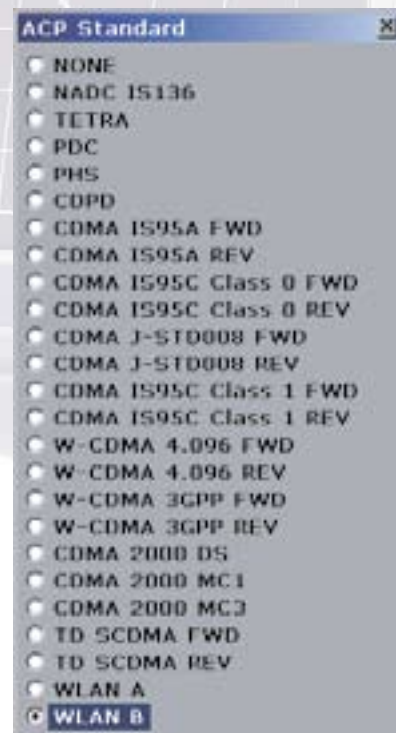 ACP Standard
NONE
NADC IS136
TETRA
PDC
PHS
CDPD
CDMA IS95A FWD
CDMA IS95A REV
CDMA IS95C Class 0 FWD
CDMA IS95C Class 0 REV
CDMA J-STD008 FWD
CDMA J-STD008 REV
CDMA IS95C Class 1 FWD
CDMA IS95C Class 1 REV
W-CDMA 4.096 FWD
W-CDMA 4.096 REV
W-CDMA 3GPP FWD
W-CDMA 3GPP REV
CDMA 2000 DS
CDMA 2000 MC1
CDMA 2000 MC3
TD SCDMA FWD
TD SCDMA REV
WLAN A
WLAN B